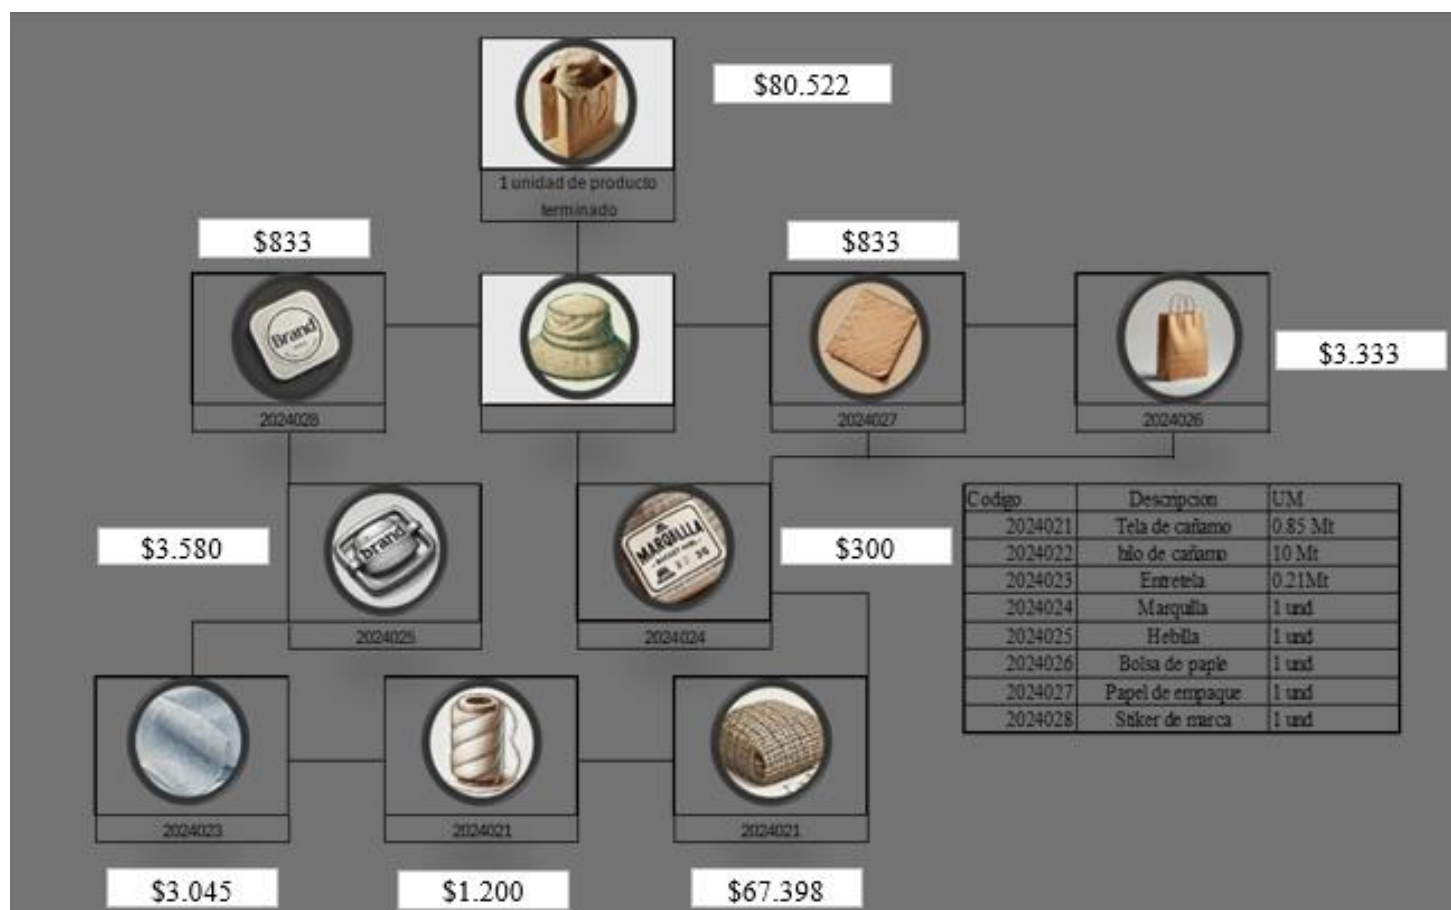 $80.522
1 unidad de producto
terminado
$833
$833
Brand
$3.333
2024028
2024027
2024026
$3.580
brand
MARQUILLA
$300
2024025
2024024
Codigo Descripcion UM
2024021 Tela de cañamo 0.85 Mt
2024022 hilo de cañamo 10 Mt
2024023 Entretela 0.21Mt
2024024 Marquilla 1 und
2024025 Hebilla 1 und
2024026 Bolsa de paple 1 und
2024027 Papel de empaque 1 und
2024028 Stiker de marca 1 und
2024023
2024021
2024021
$3.045
$1.200
$67.398